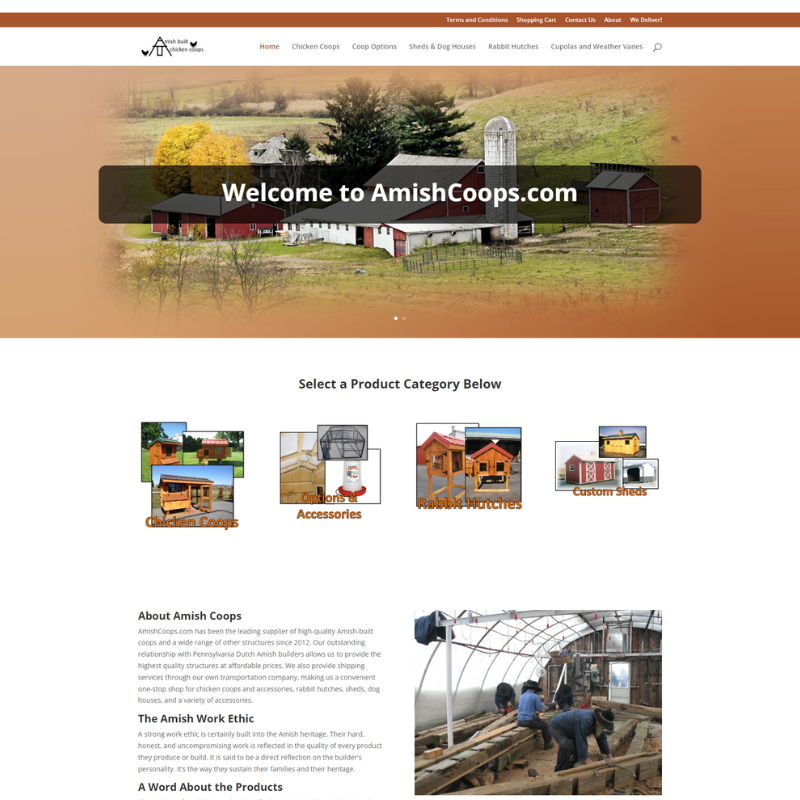 Terms and Conditions Shopping Cart Contact Us About We Deliver!
Amish built
chicken coops
Home Chicken Coops Coop Options Sheds & Dog Houses Rabbit Hutches Cupolas and Weather Vanes
Welcome to AmishCoops.com
Select a Product Category Below
Chicken Coops
Options &
Accessories
Rabbit Hutches
Custom Sheds
About Amish Coops
AmishCoops.com has been the leading supplier of high-quality Amish-built
coops and a wide range of other structures since 2012. Our outstanding
relationship with Pennsylvania Dutch Amish builders allows us to provide the
highest quality structures at affordable prices. We also provide shipping
services through our own transportation company, making us a convenient
one-stop shop for chicken coops and accessories, rabbit hutches, sheds, dog
houses, and a variety of accessories.
The Amish Work Ethic
A strong work ethic is certainly built into the Amish heritage. Their hard,
honest, and uncompromising work is reflected in the quality of every product
they produce or build. It is said to be a direct reflection on the builder's
personality. It's the way they sustain their families and their heritage.
A Word About the Products